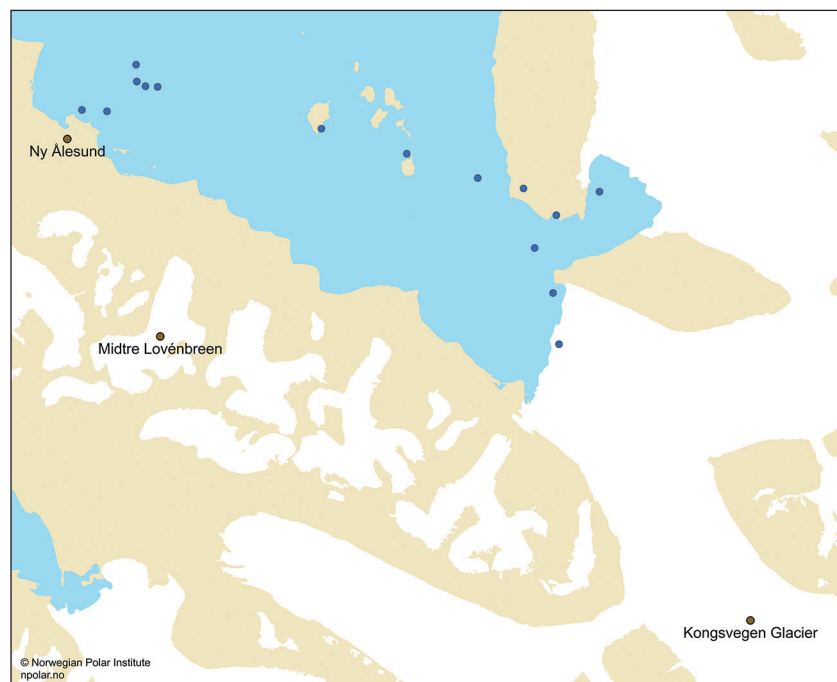 Ny Ålesund
Midtre Lovénbreen
Kongsvegen Glacier
© Norwegian Polar Institute
npolar.no